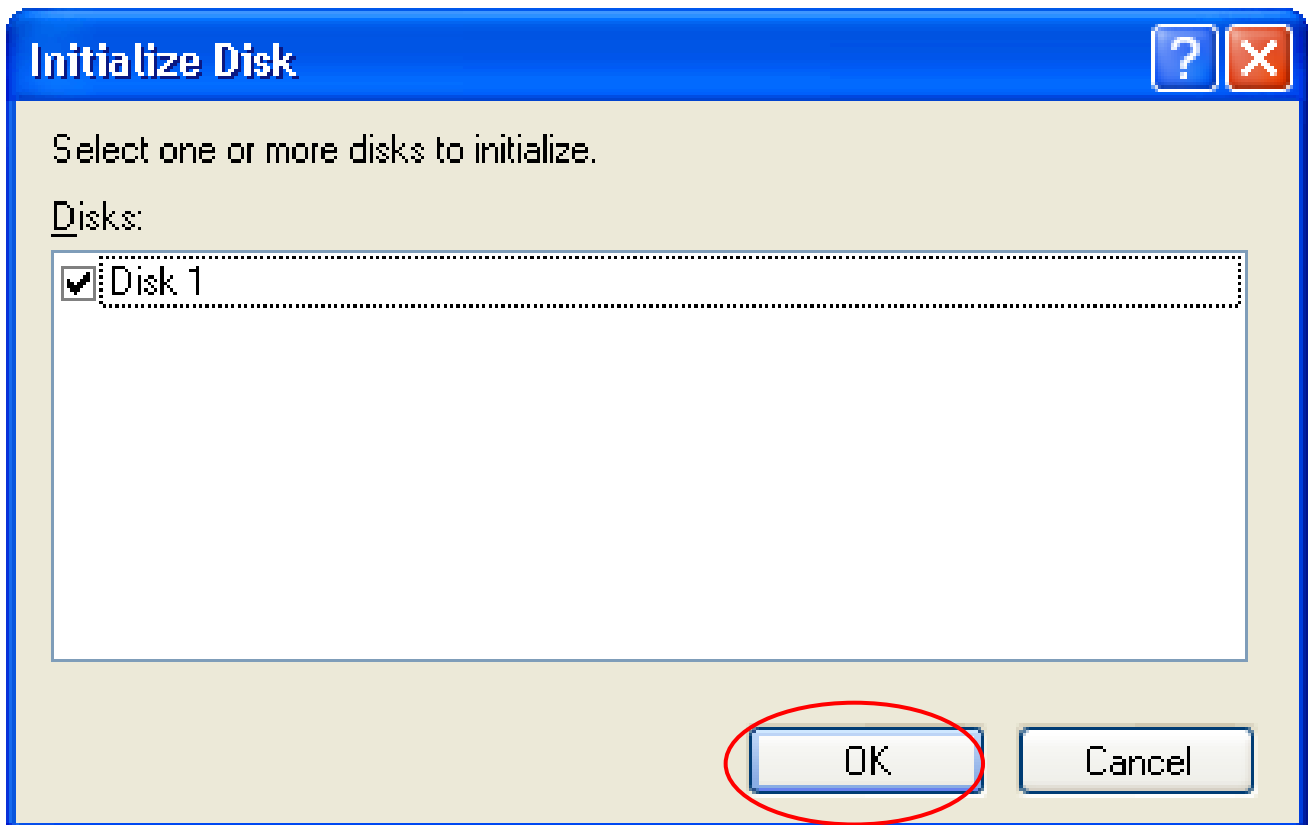 Initialize Disk
Select one or more disks to initialize.
Disks:
Disk 1
OK Cancel